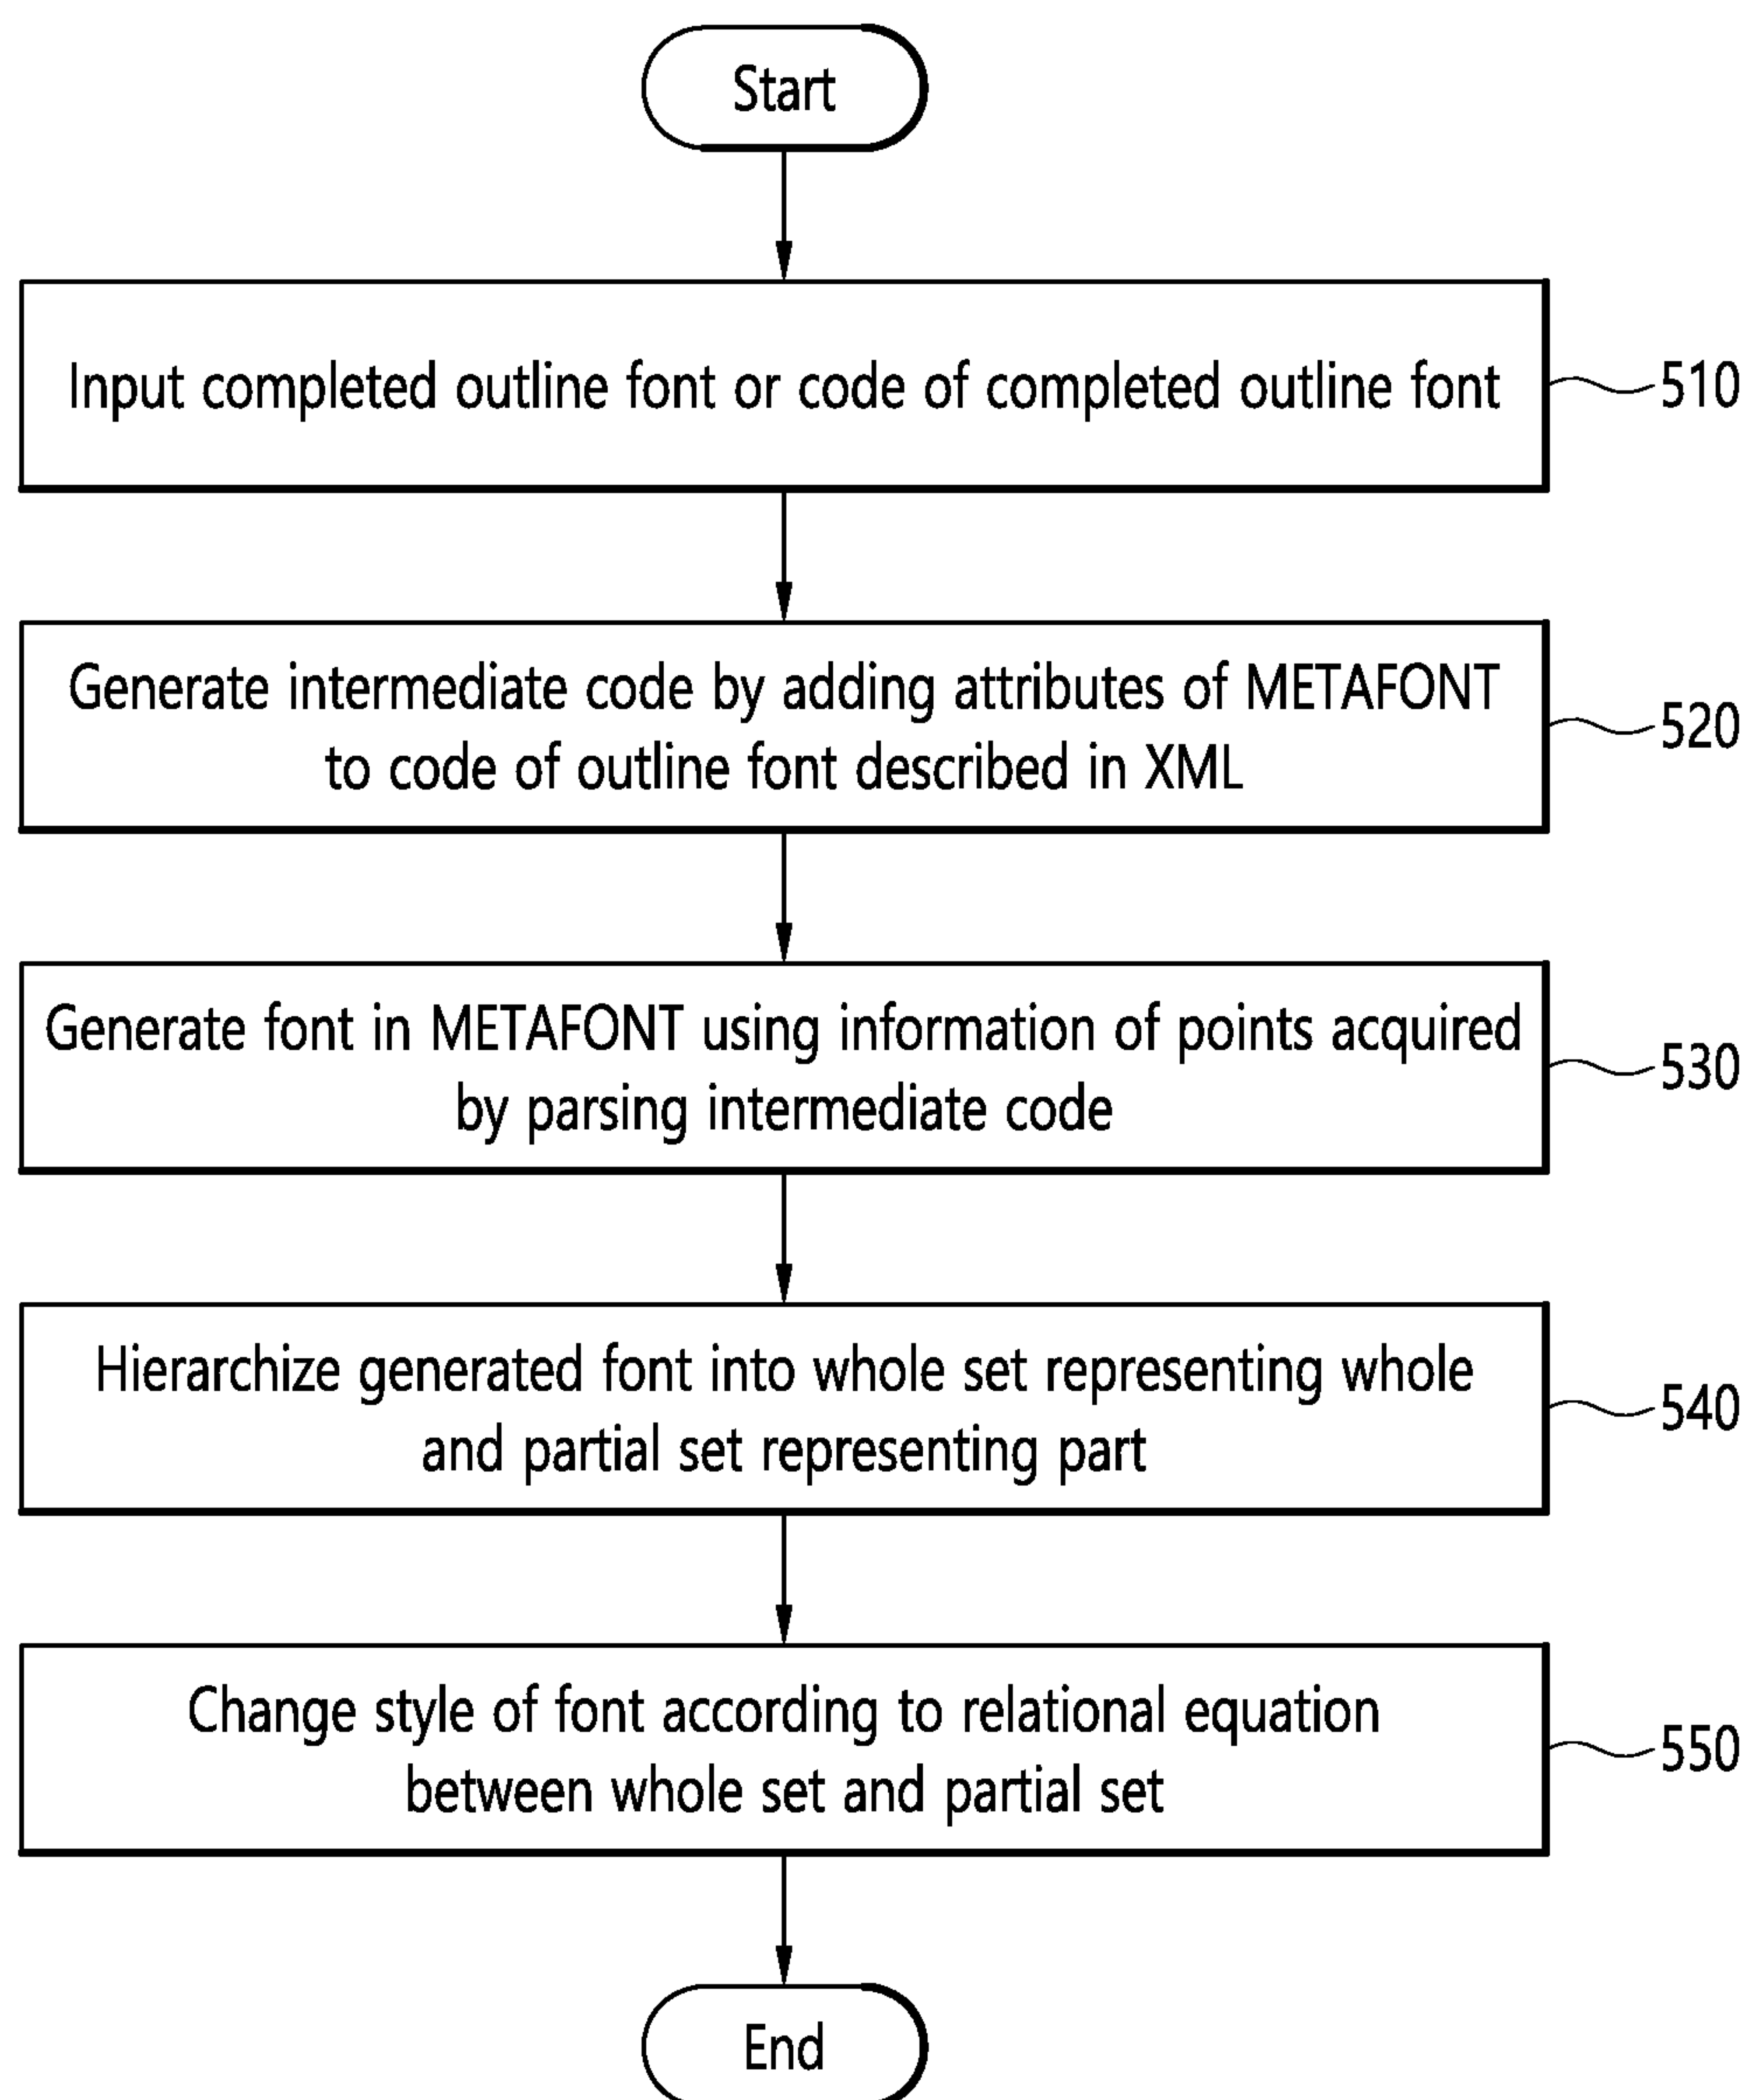 Start
Input completed outline font or code of completed outline font
510
Generate intermediate code by adding attributes of METAFONT
to code of outline font described in XML
520
Generate font in METAFONT using information of points acquired
by parsing intermediate code
530
Hierarchize generated font into whole set representing whole
and partial set representing part
540
Change style of font according to relational equation
between whole set and partial set
550
End